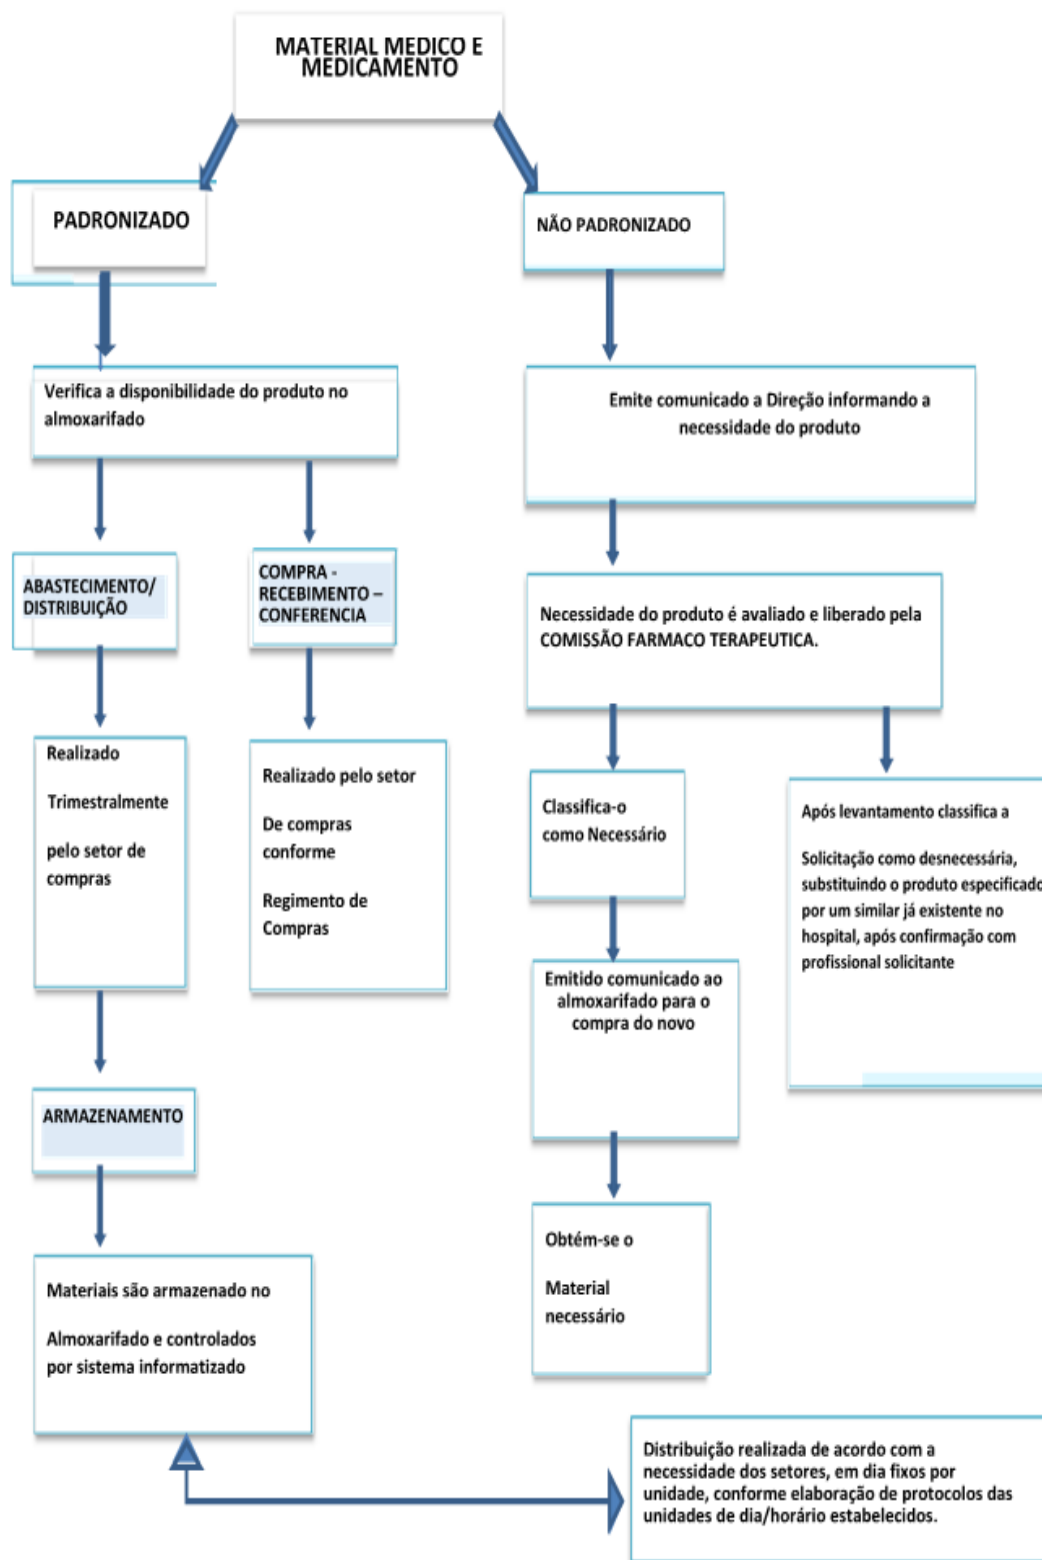 MATERIAL MEDICO E
MEDICAMENTO
PADRONIZADO
NÃO PADRONIZADO
Verifica a disponibilidade do produto no
almoxarifado
Emite comunicado a Direção informando a
necessidade do produto
ABASTECIMENTO/
DISTRIBUIÇÃO
COMPRA -
RECEBIMENTO –
CONFERENCIA
Necessidade do produto é avaliado e liberado pela
COMISSÃO FARMACO TERAPEUTICA.
Realizado
Trimestralmente
pelo setor de
compras
Realizado pelo setor
De compras
conforme
Regimento de
Compras
Classifica-o
como Necessário
Após levantamento classifica a
Solicitação como desnecessária,
substituindo o produto especificado
por um similar já existente no
hospital, após confirmação com
profissional solicitante
Emitido comunicado ao
almoxarifado para o
compra do novo
ARMAZENAMENTO
Obtém-se o
Material
necessário
Materiais são armazenado no
Almoxarifado e controlados
por sistema informatizado
Distribuição realizada de acordo com a
necessidade dos setores, em dia fixos por
unidade, conforme elaboração de protocolos das
unidades de dia/horário estabelecidos.